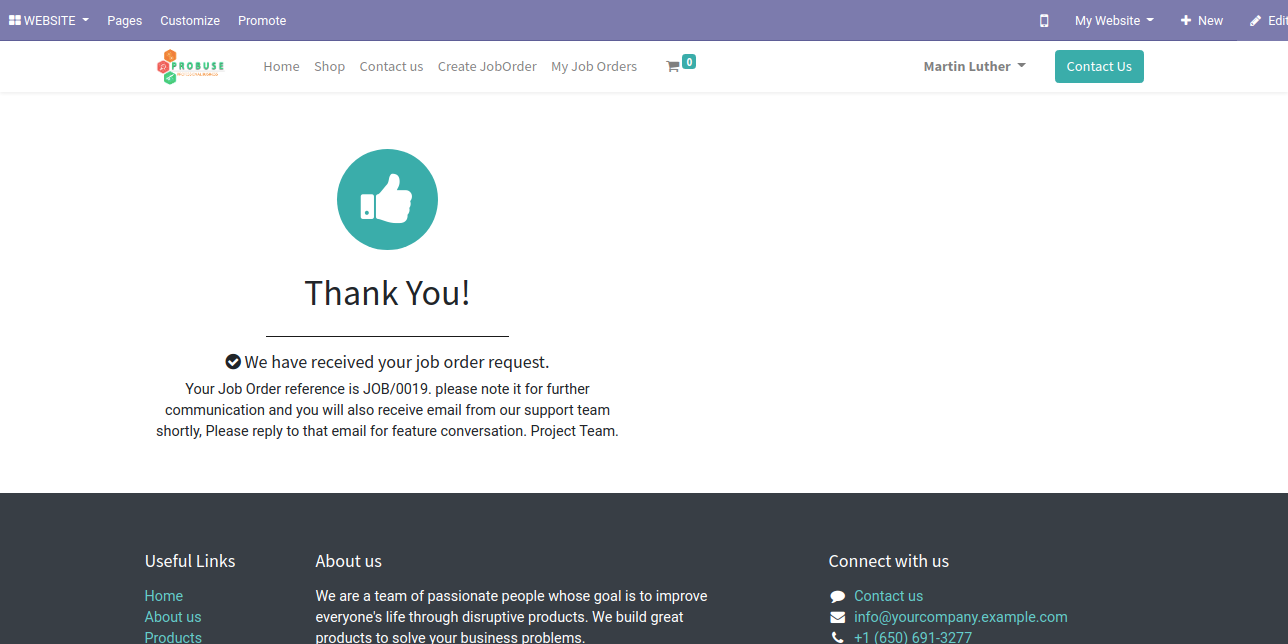 WEBSITE Pages Customize Promote My Website New Edit
PROBUSE Home Shop Contact us Create JobOrder My Job Orders 0 Martin Luther Contact Us
Thank You!
We have received your job order request.
Your Job Order reference is JOB/0019. please note it for further
communication and you will also receive email from our support team
shortly, Please reply to that email for feature conversation. Project Team.
Useful Links About us Connect with us
Home We are a team of passionate people whose goal is to improve Contact us
About us everyone's life through disruptive products. We build great info@yourcompany.example.com
Products products to solve your business problems. +1 (650) 691-3277